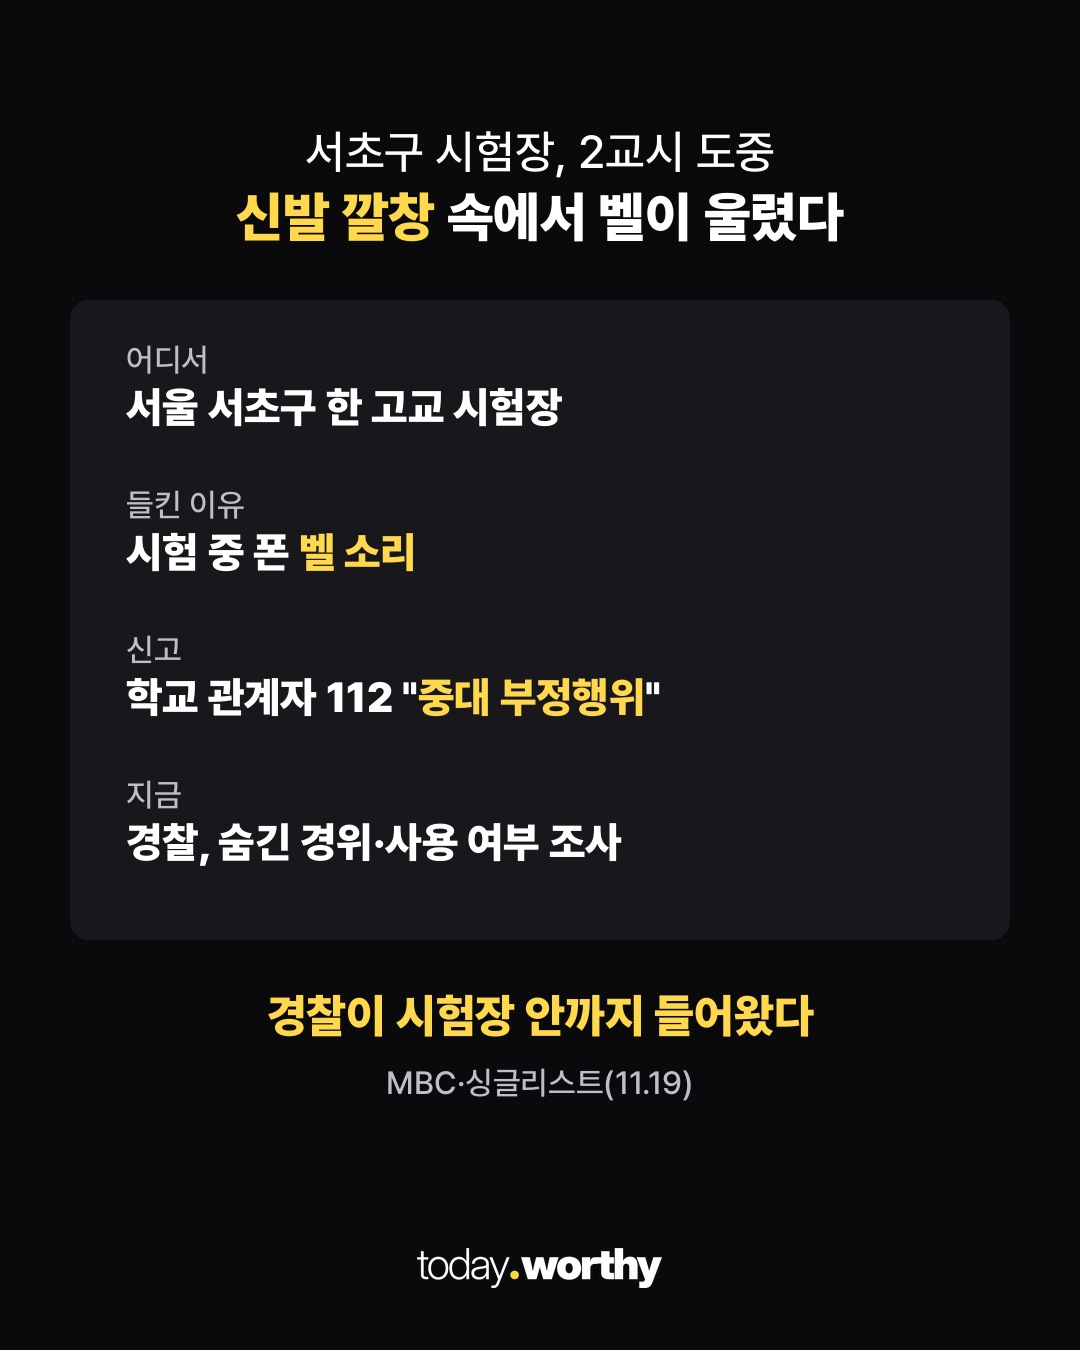 서초구 시험장, 2교시 도중
신발 깔창 속에서 벨이 울렸다
어디서
서울 서초구 한 고교 시험장
들킨 이유
시험 중 폰 벨 소리
신고
학교 관계자 112 "중대 부정행위"
지금
경찰, 숨긴 경위·사용 여부 조사
경찰이 시험장 안까지 들어왔다
MBC·싱글리스트(11.19)
today.worthy